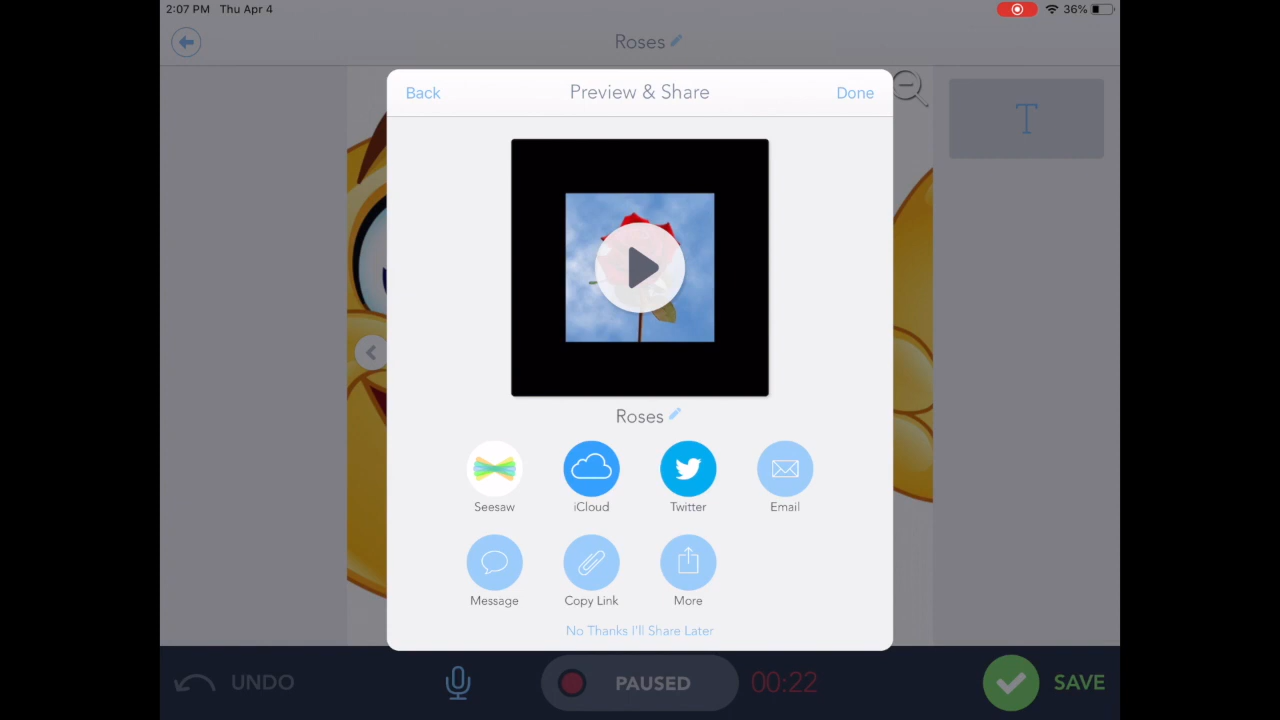 2:07 PM Thu Apr 4
36%
Roses
Back
Preview & Share
Done
T
Roses
Seesaw
iCloud
Twitter
Email
Message
Copy Link
More
No Thanks I'll Share Later
UNDO
PAUSED
00:22
SAVE